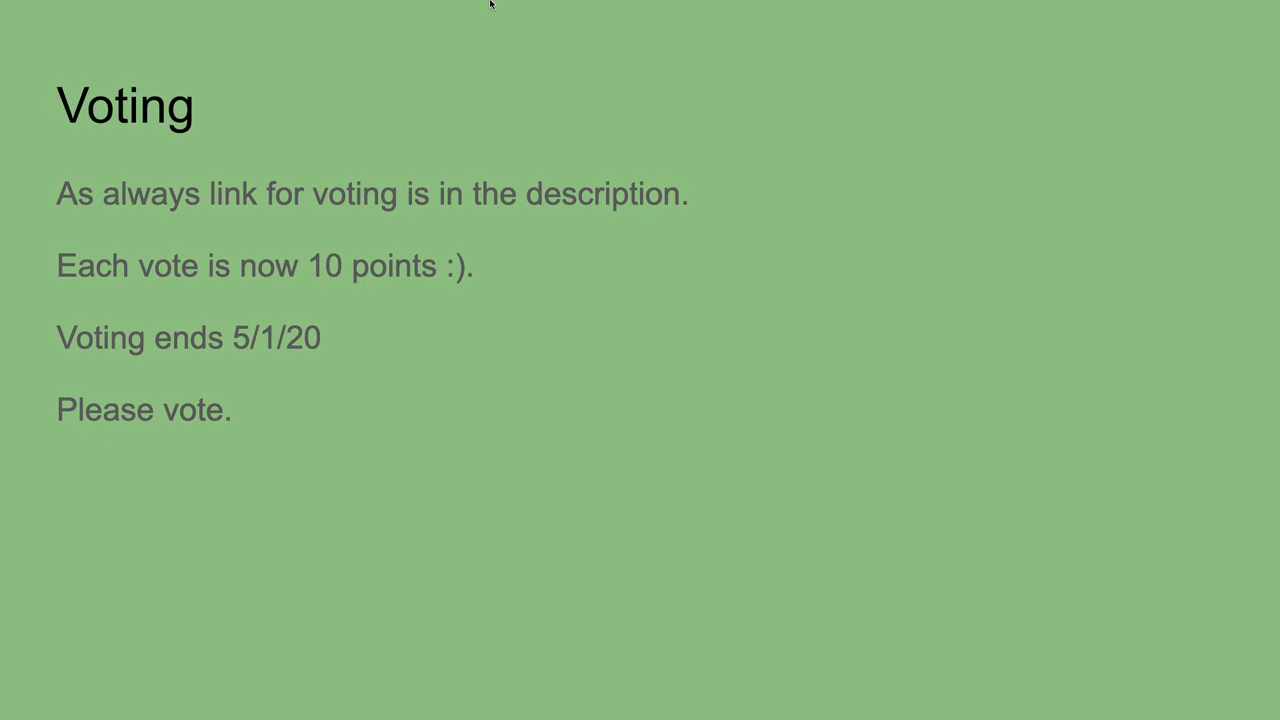 Voting
As always link for voting is in the description.
Each vote is now 10 points :).
Voting ends 5/1/20
Please vote.